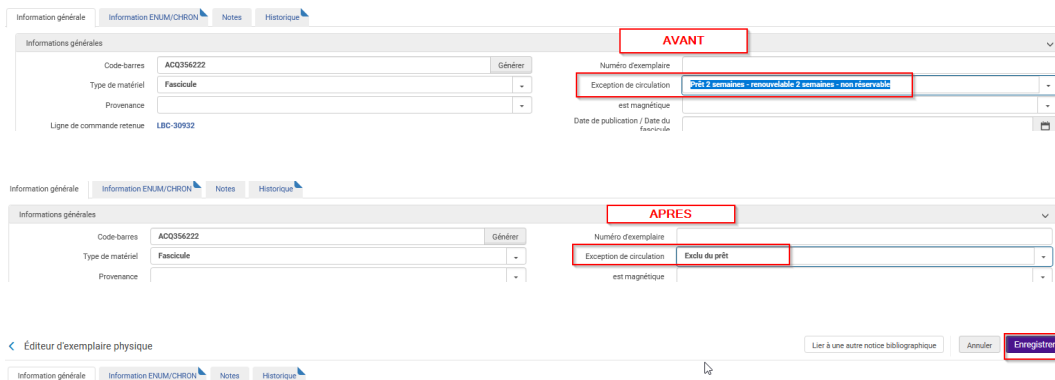 Information générale Information ENUM/CHRON Notes Historique
Informations générales AVANT
Code-barres ACQ356222 Générer Numéro d'exemplaire
Type de matériel Fascicule Exception de circulation Prêt 2 semaines - renouvelable 2 semaines - non réservable
Provenance est magnétique
Ligne de commande retenue LBC-30932 Date de publication / Date du
fascicule
Information générale Information ENUM/CHRON Notes Historique
Informations générales APRES
Code-barres ACQ356222 Générer Numéro d'exemplaire
Type de matériel Fascicule Exception de circulation Exclu du prêt
Provenance est magnétique
Éditeur d'exemplaire physique Lier à une autre notice bibliographique Annuler Enregistrer
Information générale Information ENUM/CHRON Notes Historique